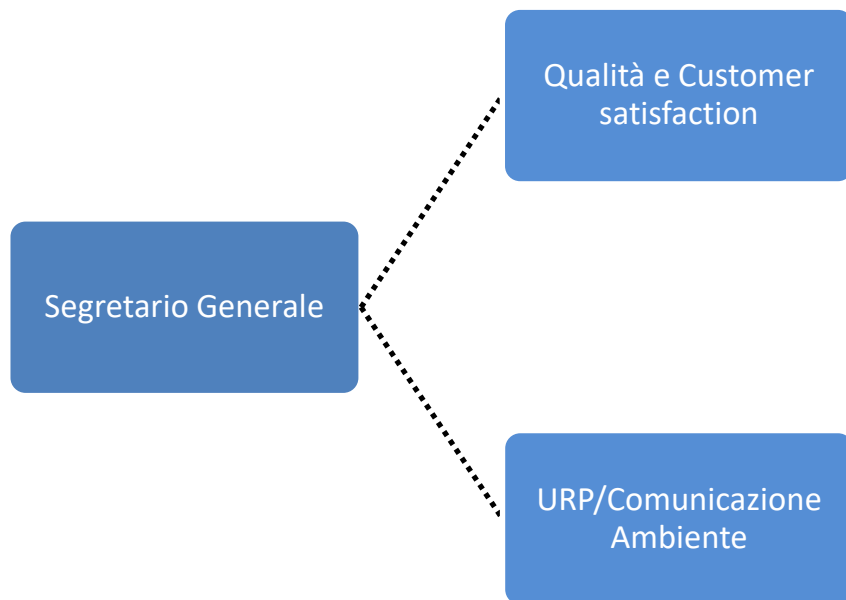 Qualità e Customer
satisfaction
Segretario Generale
URP/Comunicazione
Ambiente